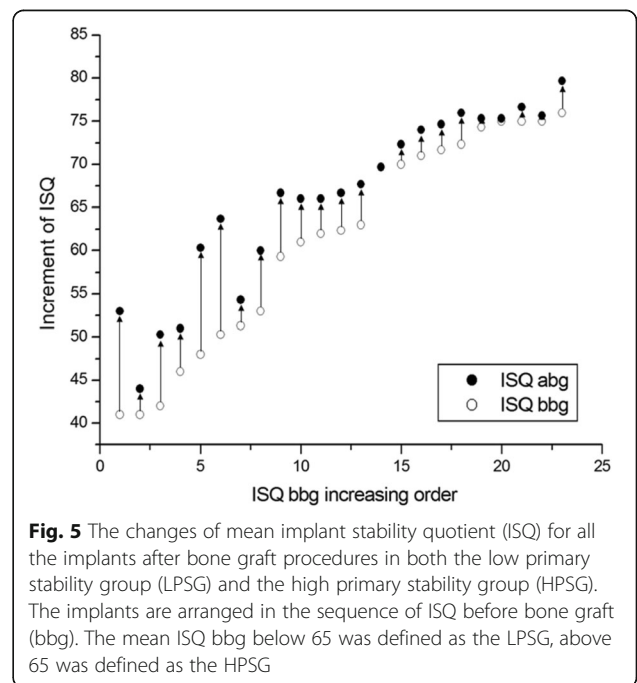 85
80
75
70
65
60
55
50
45
40
Increment of ISQ
ISQ abg
ISQ bbg
0 5 10 15 20 25
ISQ bbg increasing order
Fig. 5 The changes of mean implant stability quotient (ISQ) for all
the implants after bone graft procedures in both the low primary
stability group (LPSG) and the high primary stability group (HPSG).
The implants are arranged in the sequence of ISQ before bone graft
(bbg). The mean ISQ bbg below 65 was defined as the LPSG, above
65 was defined as the HPSG